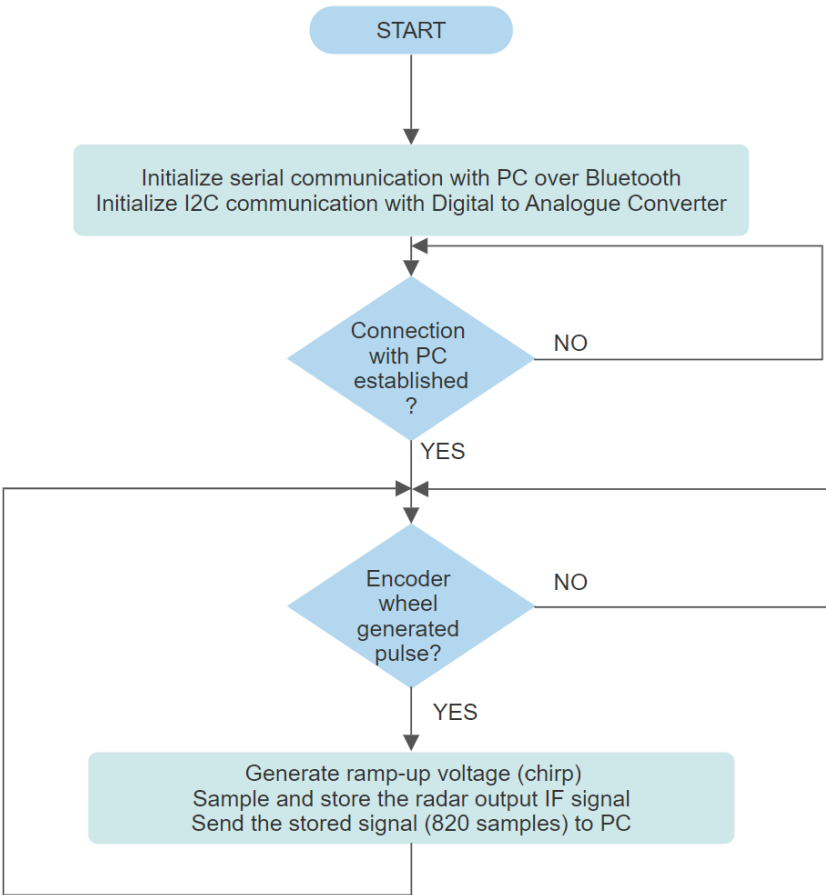 START
Initialize serial communication with PC over Bluetooth
Initialize I2C communication with Digital to Analogue Converter
Connection
with PC
established
?
NO
YES
Encoder
wheel
generated
pulse?
NO
YES
Generate ramp-up voltage (chirp)
Sample and store the radar output IF signal
Send the stored signal (820 samples) to PC